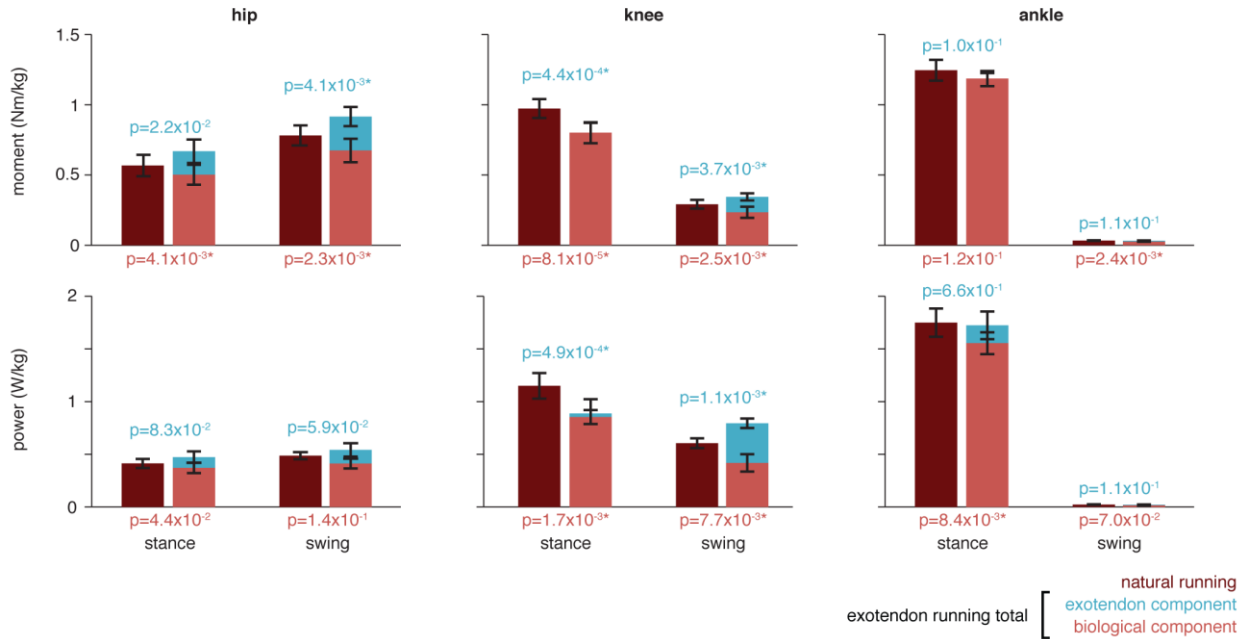 hip knee ankle
1.5
p=1.0x10⁻¹
p=4.4x10⁻⁴*
p=4.1x10⁻³*
moment (Nm/kg)
1
p=2.2x10⁻²
p=3.7x10⁻³*
0.5
p=1.1x10⁻¹
0
p=4.1x10⁻³* p=2.3x10⁻³* p=8.1x10⁻⁵* p=2.5x10⁻³* p=1.2x10⁻¹ p=2.4x10⁻³*
2
p=6.6x10⁻¹
p=4.9x10⁻⁴*
power (W/kg)
1
p=1.1x10⁻³*
p=8.3x10⁻² p=5.9x10⁻²
p=1.1x10⁻¹
0
p=4.4x10⁻² p=1.4x10⁻¹ p=1.7x10⁻³* p=7.7x10⁻³* p=8.4x10⁻³* p=7.0x10⁻²
stance swing stance swing stance swing
natural running
exotendon running total [ exotendon component
biological component